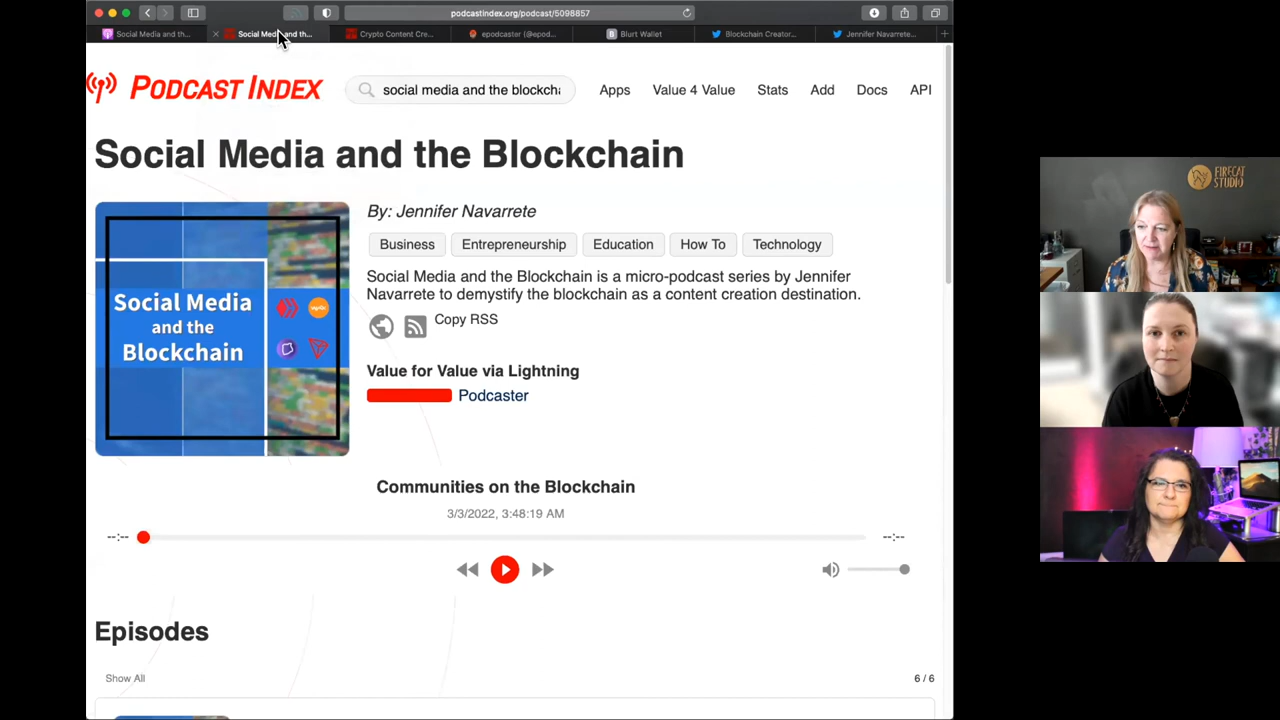 podcastindex.org/podcast/5098857
Social Media and th...
Social Media and th...
Crypto Content Cre...
epodcaster (@epod...
Blurt Wallet
Blockchain Creator...
Jennifer Navarrete...
PODCAST INDEX
social media and the blockcha
Apps
Value 4 Value
Stats
Add
Docs
API
Social Media and the Blockchain
Social Media
and the
Blockchain
By: Jennifer Navarrete
Business
Entrepreneurship
Education
How To
Technology
Social Media and the Blockchain is a micro-podcast series by Jennifer
Navarrete to demystify the blockchain as a content creation destination.
Copy RSS
Value for Value via Lightning
Podcaster
Communities on the Blockchain
3/3/2022, 3:48:19 AM
--:--
--:--
Episodes
Show All
6 / 6
FIRECAT
STUDIO